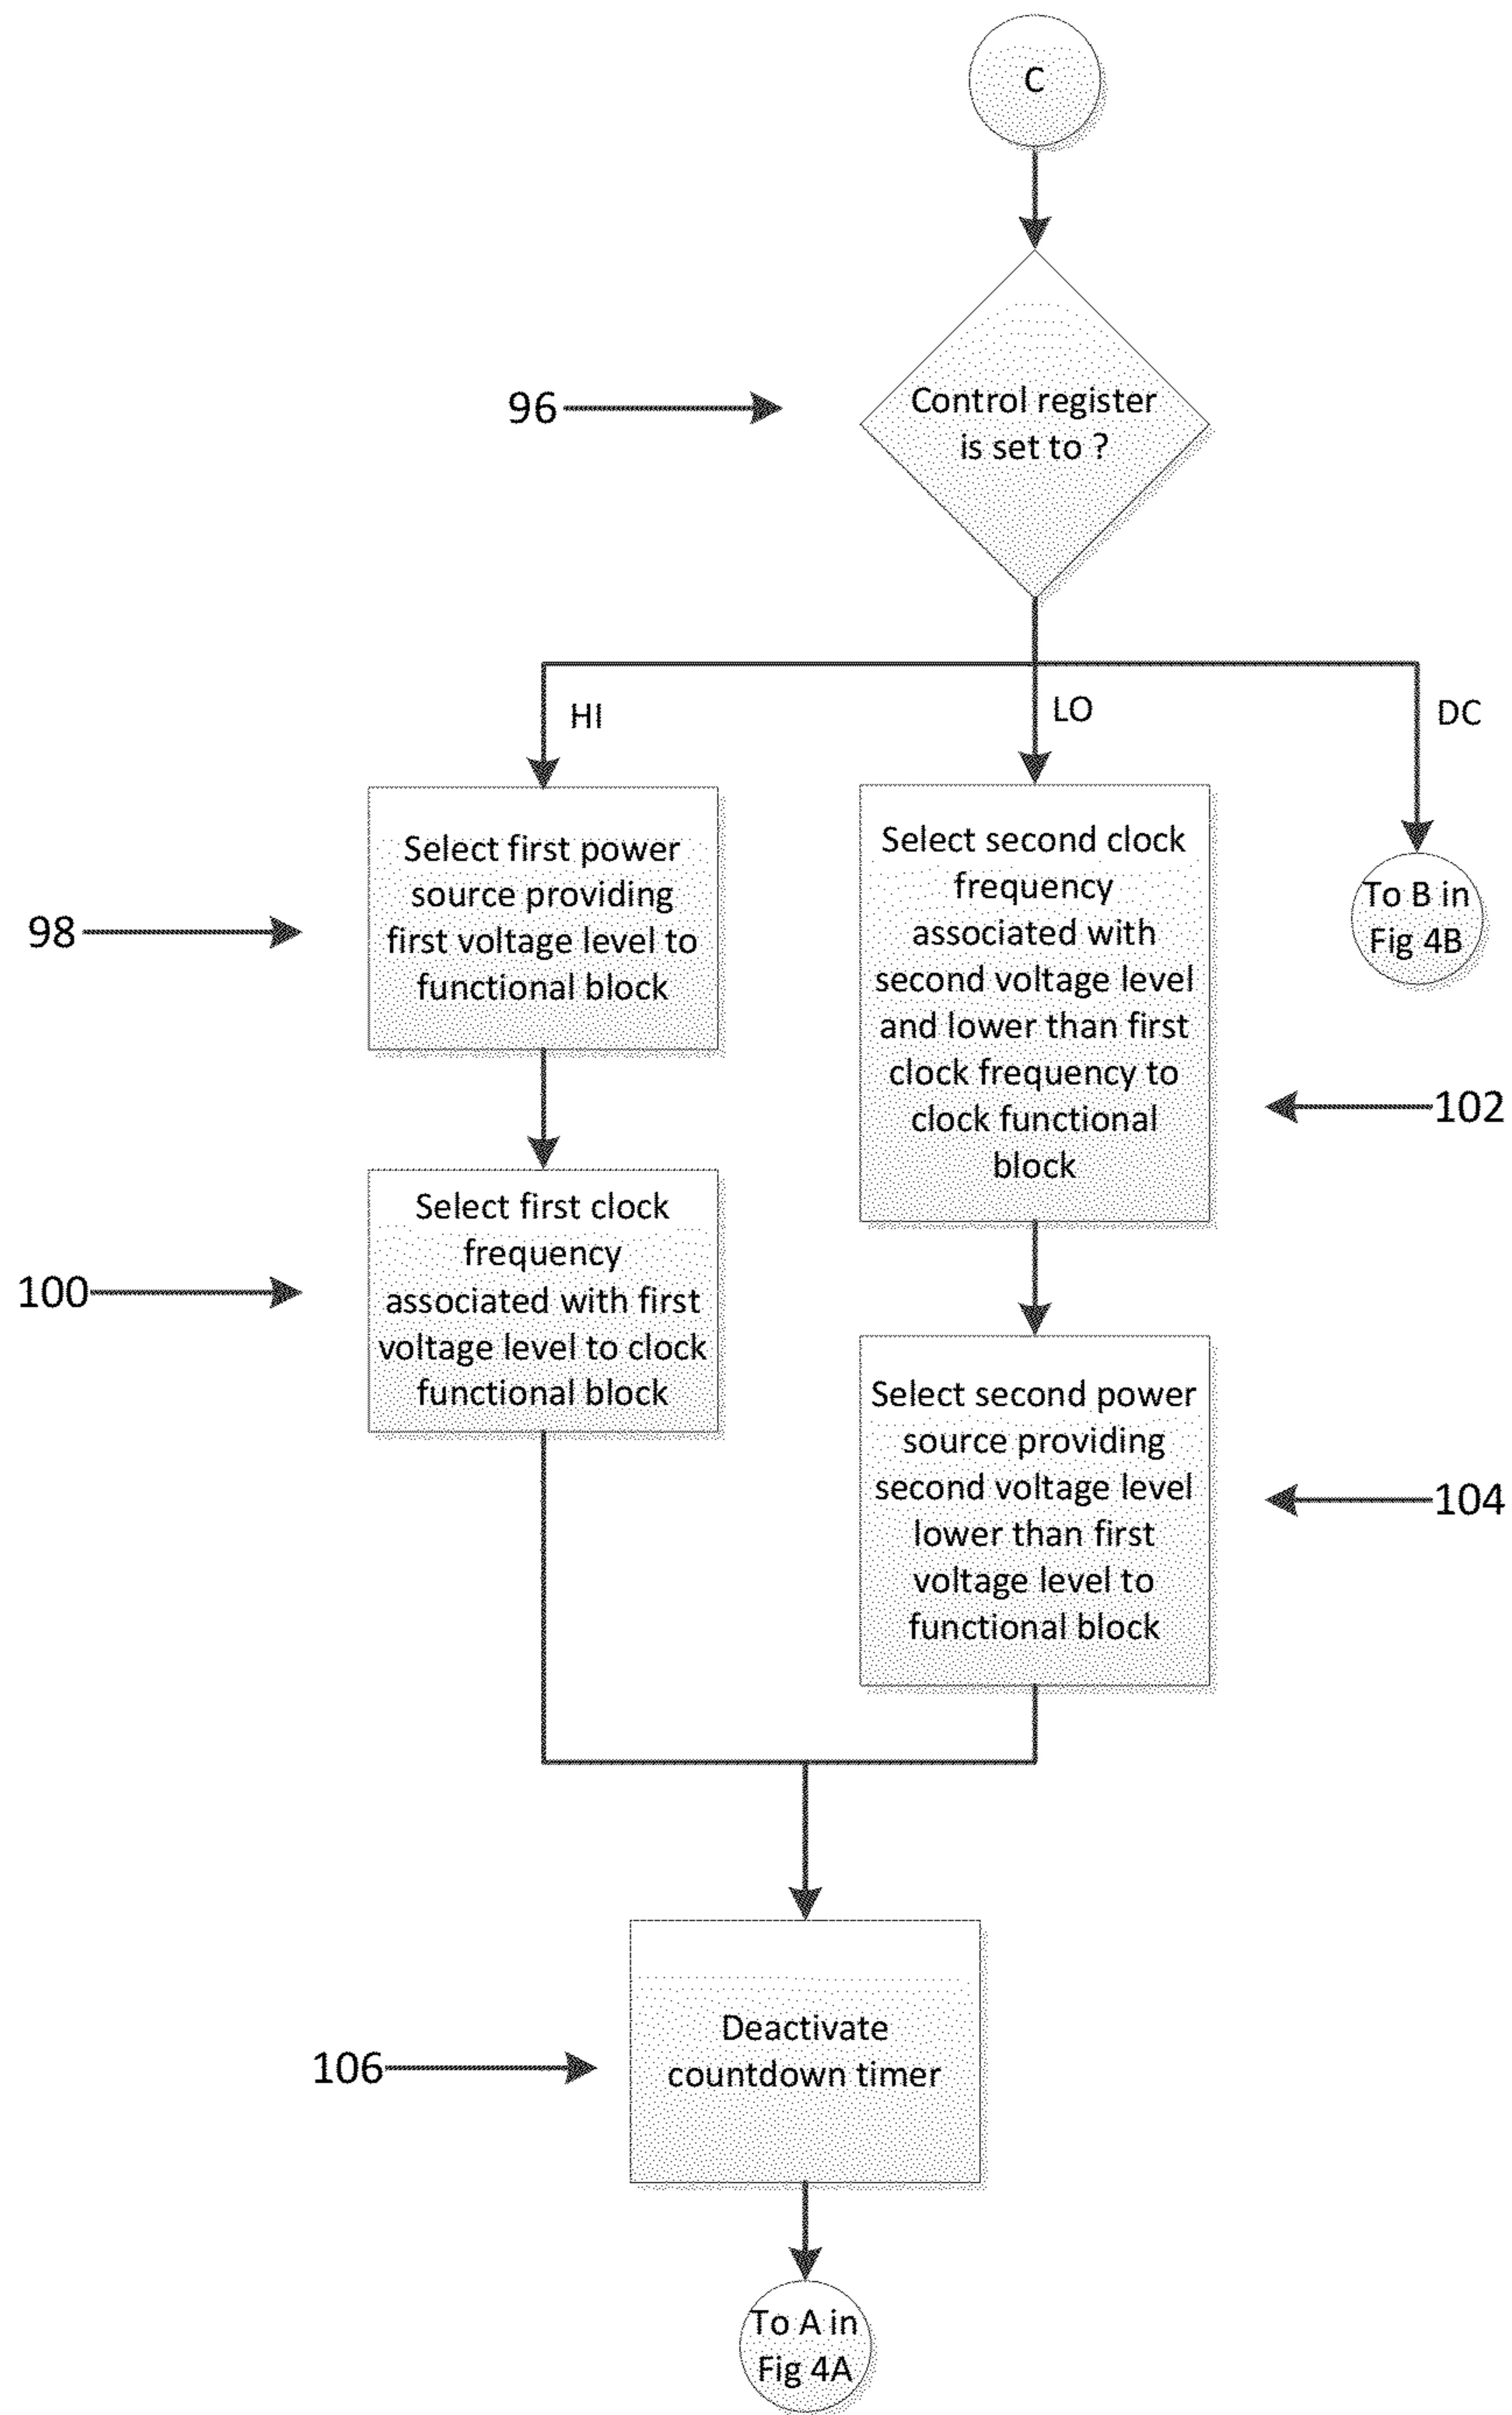 C
96
Control register
is set to ?
HI
LO
DC
98
Select first power
source providing
first voltage level to
functional block
Select second clock
frequency
associated with
second voltage level
and lower than first
clock frequency to
clock functional
block
To B in
Fig 4B
102
100
Select first clock
frequency
associated with first
voltage level to clock
functional block
Select second power
source providing
second voltage level
lower than first
voltage level to
functional block
104
106
Deactivate
countdown timer
To A in
Fig 4A